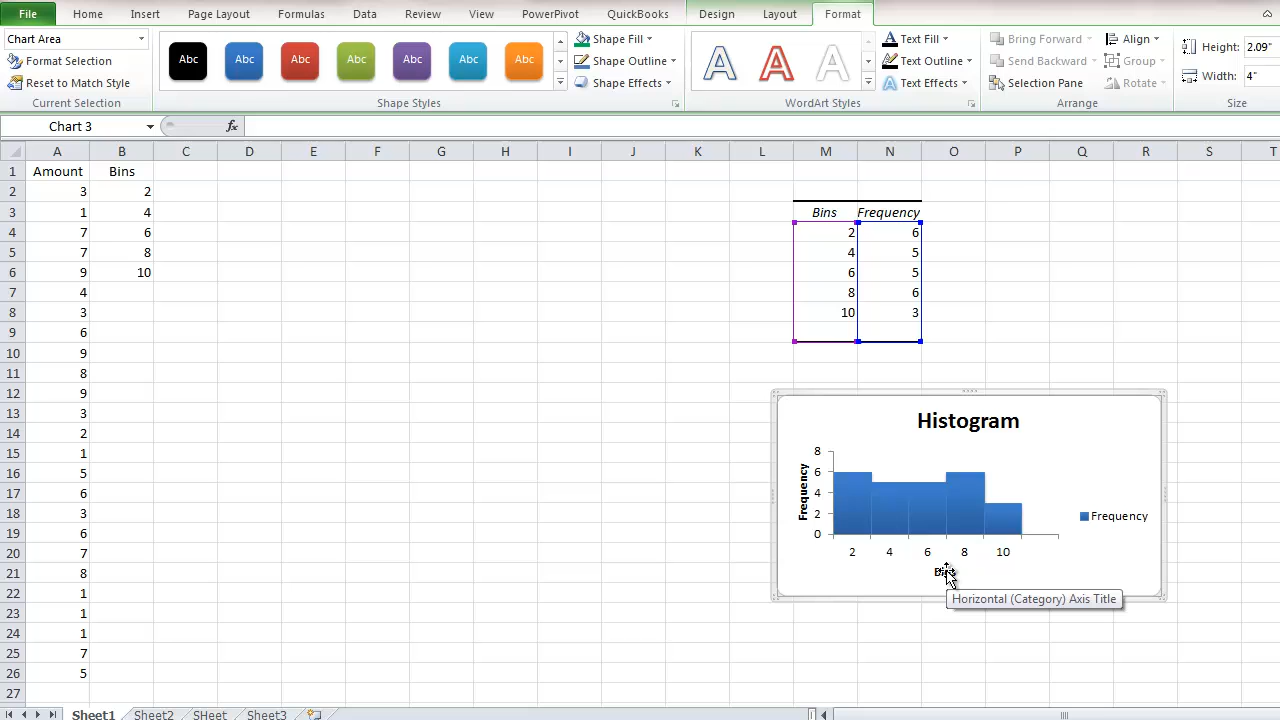 File Home Insert Page Layout Formulas Data Review View PowerPivot QuickBooks Design Layout Format
Chart Area
Format Selection
Reset to Match Style
Current Selection
Abc Abc Abc Abc Abc Abc Abc
Shape Fill
Shape Outline
Shape Effects
Shape Styles
A A A
Text Fill
Text Outline
Text Effects
WordArt Styles
Bring Forward
Send Backward
Selection Pane
Align
Group
Rotate
Arrange
Height: 2.09"
Width: 4"
Size
Chart 3 fx
A B C D E F G H I J K L M N O P Q R S T
1 Amount Bins
2 3 2
3 1 4 Bins Frequency
4 7 6 2 6
5 7 8 4 5
6 9 10 6 5
7 4 8 6
8 3 10 3
9 6
10 9
11 8
12 9
13 3
14 2
15 1
16 5
17 6
18 3
19 6
20 7
21 8
22 1
23 1
24 1
25 7
26 5
27
Histogram
Frequency
8
6
4
2
0
2 4 6 8 10
Frequency
Horizontal (Category) Axis Title
Sheet1 Sheet2 SHeet Sheet3